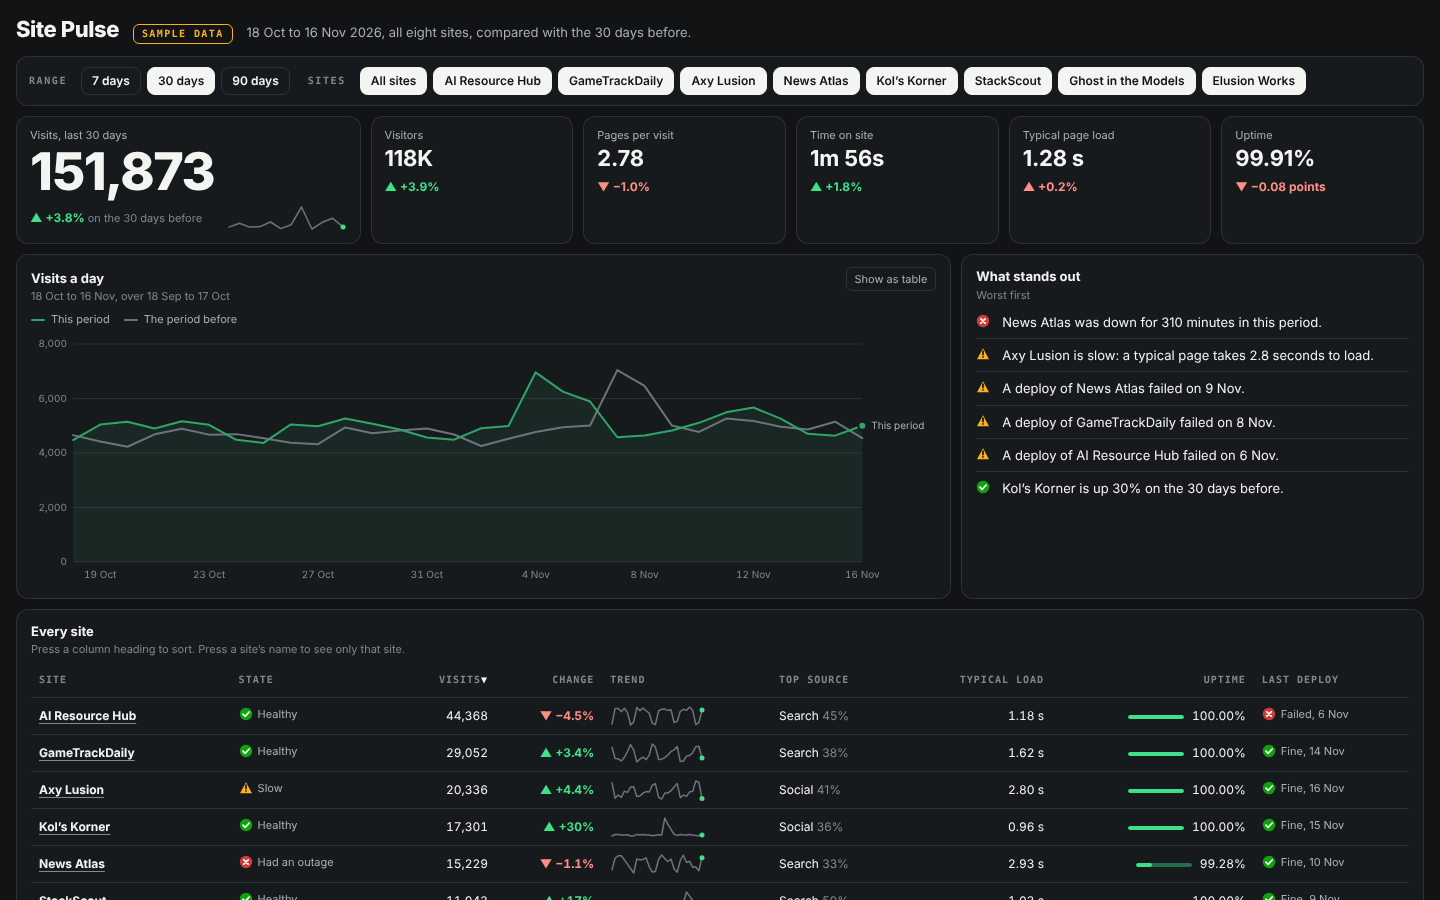 Site Pulse SAMPLE DATA 18 Oct to 16 Nov 2026, all eight sites, compared with the 30 days before.
RANGE 7 days 30 days 90 days SITES All sites AI Resource Hub GameTrackDaily Axy Lusion News Atlas Kol's Korner StackScout Ghost in the Models Elusion Works
Visits, last 30 days
151,873
▲ +3.8% on the 30 days before
Visitors
118K
▲ +3.9%
Pages per visit
2.78
▼ −1.0%
Time on site
1m 56s
▲ +1.8%
Typical page load
1.28 s
▲ +0.2%
Uptime
99.91%
▼ −0.08 points
Visits a day
18 Oct to 16 Nov, over 18 Sep to 17 Oct
Show as table
This period The period before
8,000
6,000
4,000
2,000
0
This period
19 Oct 23 Oct 27 Oct 31 Oct 4 Nov 8 Nov 12 Nov 16 Nov
What stands out
Worst first
News Atlas was down for 310 minutes in this period.
Axy Lusion is slow: a typical page takes 2.8 seconds to load.
A deploy of News Atlas failed on 9 Nov.
A deploy of GameTrackDaily failed on 8 Nov.
A deploy of AI Resource Hub failed on 6 Nov.
Kol's Korner is up 30% on the 30 days before.
Every site
Press a column heading to sort. Press a site's name to see only that site.
SITE STATE VISITS▼ CHANGE TREND TOP SOURCE TYPICAL LOAD UPTIME LAST DEPLOY
AI Resource Hub Healthy 44,368 ▼ −4.5% Search 45% 1.18 s 100.00% Failed, 6 Nov
GameTrackDaily Healthy 29,052 ▲ +3.4% Search 38% 1.62 s 100.00% Fine, 14 Nov
Axy Lusion Slow 20,336 ▲ +4.4% Social 41% 2.80 s 100.00% Fine, 16 Nov
Kol's Korner Healthy 17,301 ▲ +30% Social 36% 0.96 s 100.00% Fine, 15 Nov
News Atlas Had an outage 15,229 ▼ −1.1% Search 33% 2.93 s 99.28% Fine, 10 Nov
StackScout Healthy